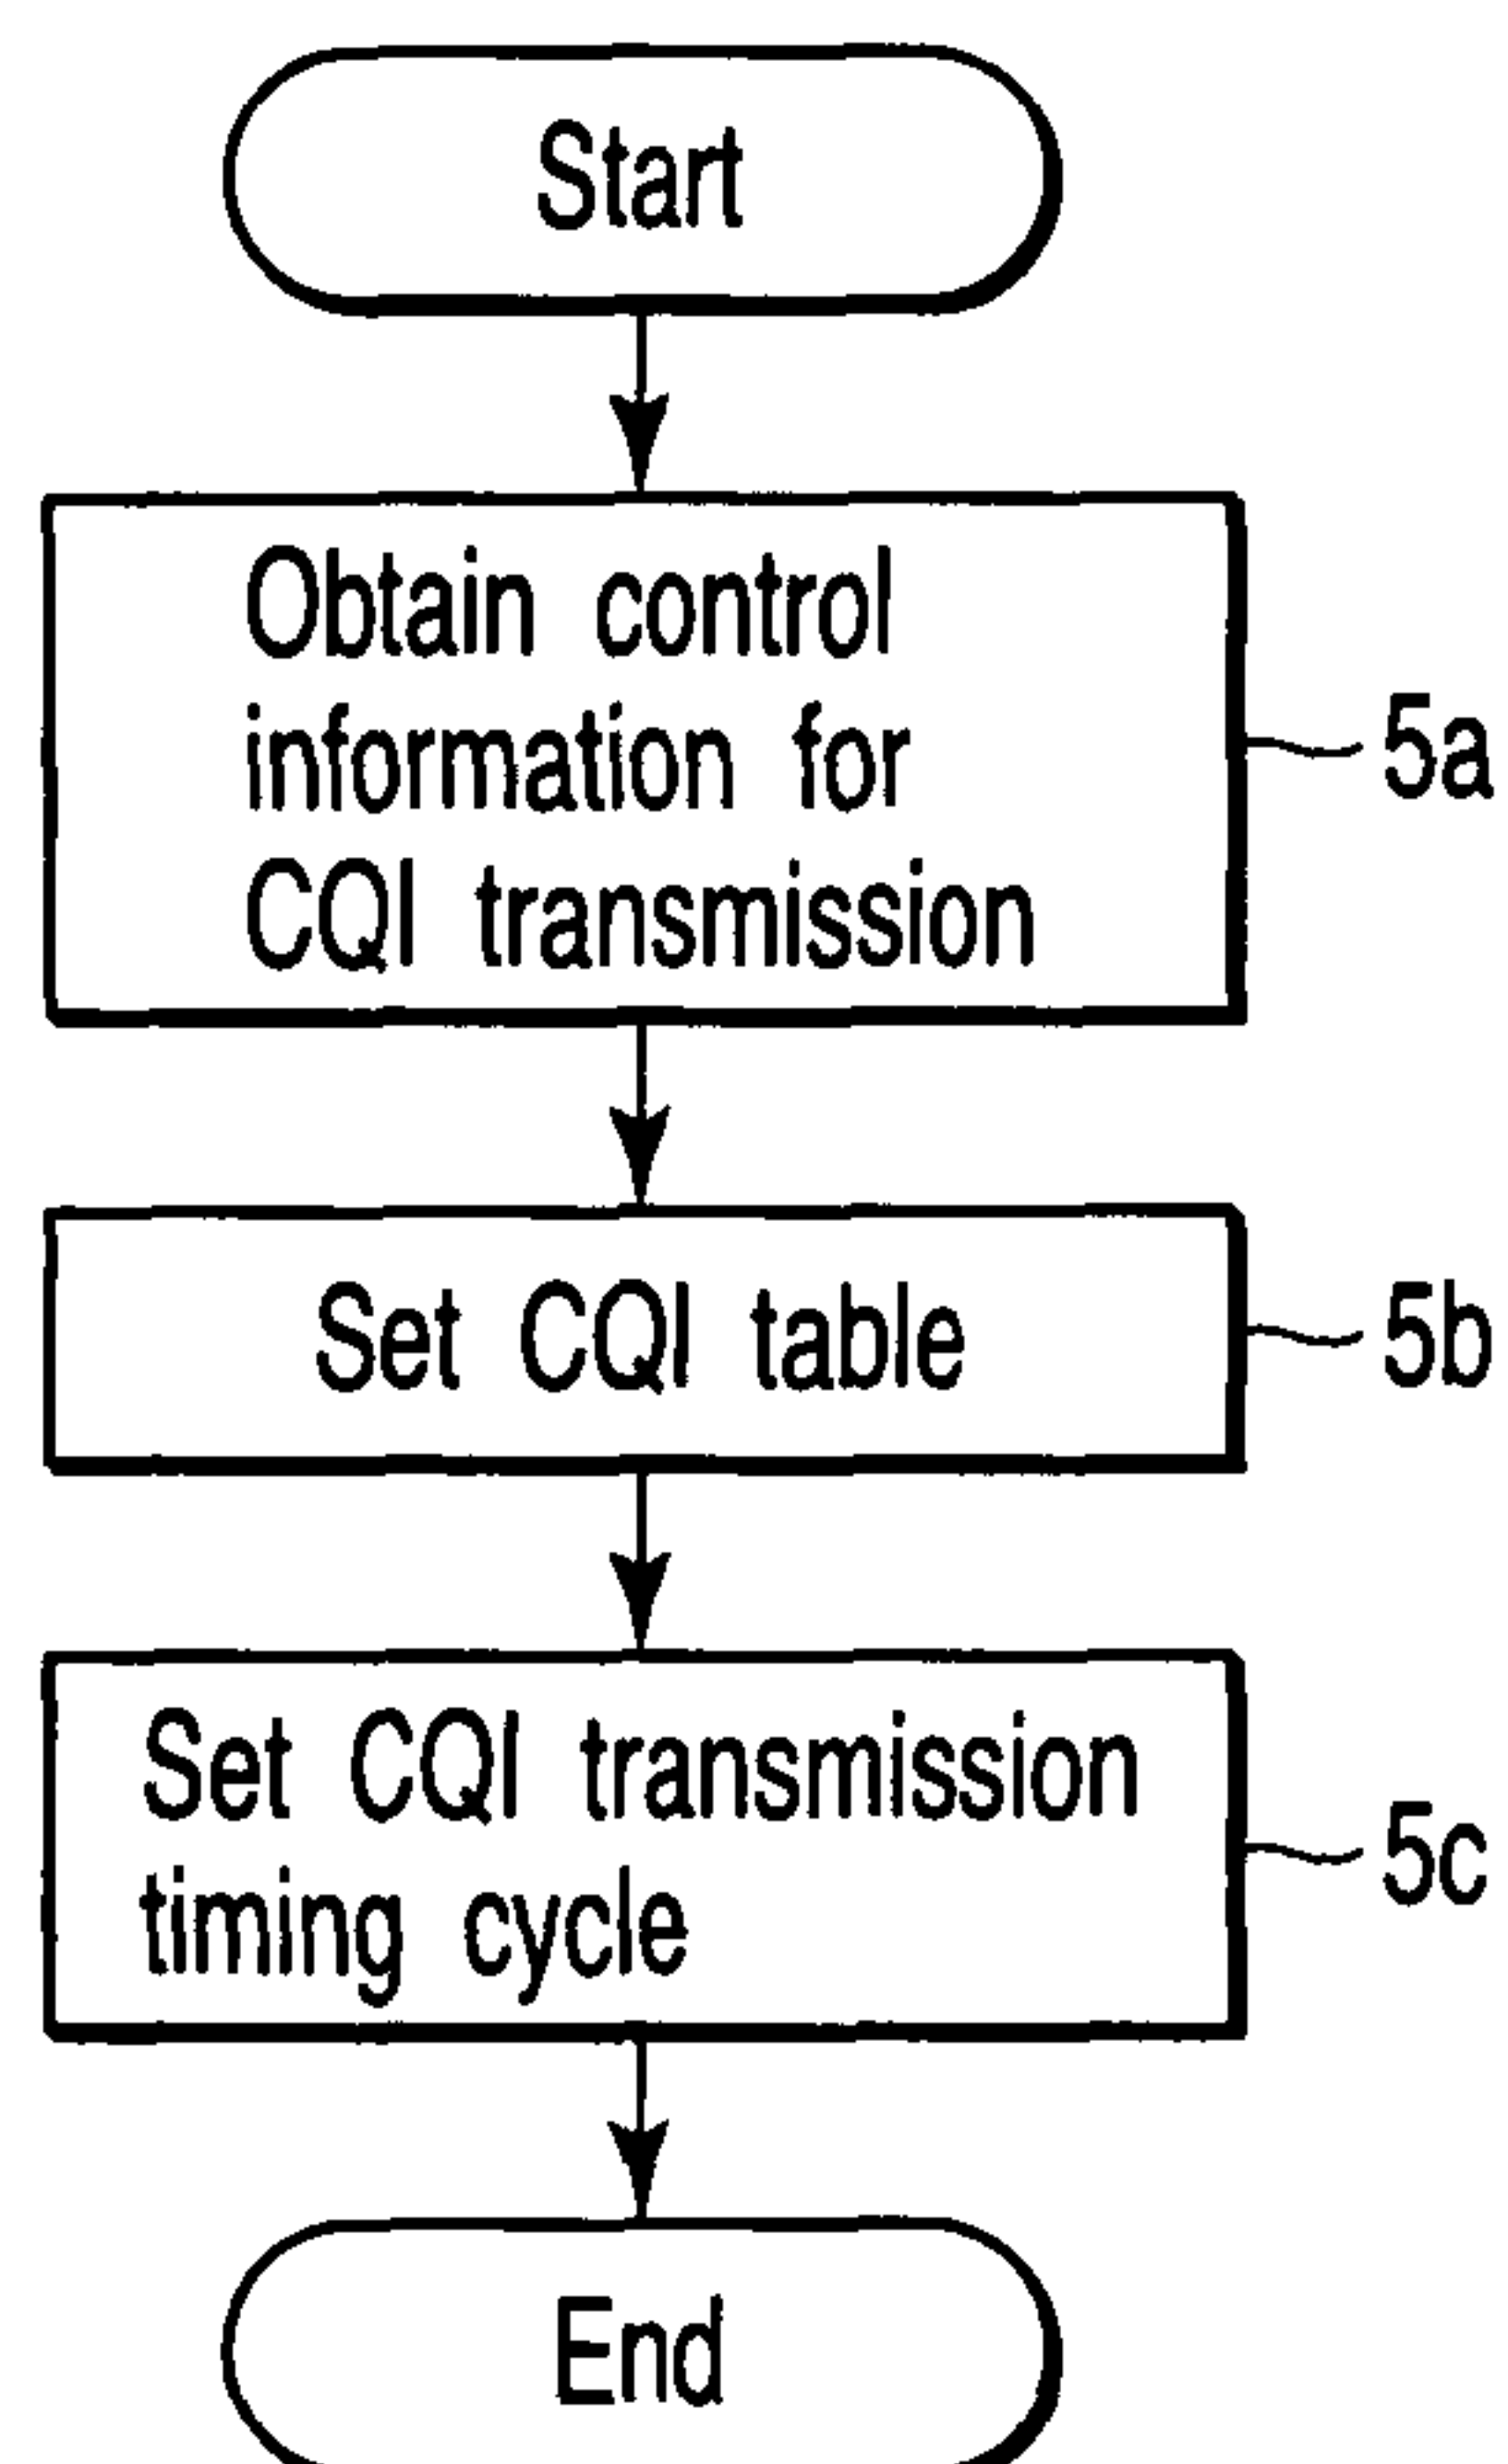 Start
Obtain control
information for
CQI transmission
5a
Set CQI table
5b
Set CQI transmission
timing cycle
5c
End